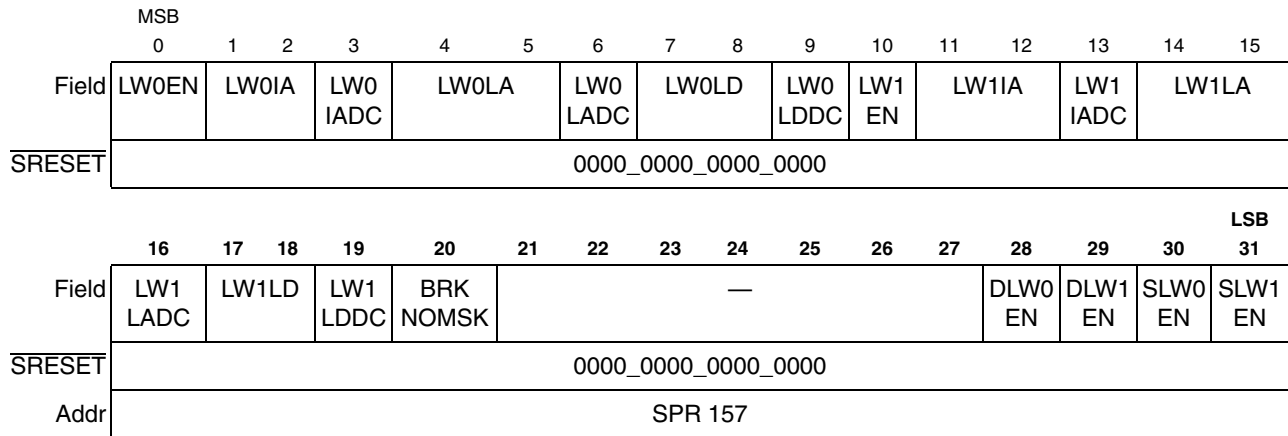 MSB
0 1 2 3 4 5 6 7 8 9 10 11 12 13 14 15
Field LW0EN LW0IA LW0 IADC LW0LA LW0 LADC LW0LD LW0 LDDC LW1 EN LW1IA LW1 IADC LW1LA
SRESET 0000_0000_0000_0000
LSB
16 17 18 19 20 21 22 23 24 25 26 27 28 29 30 31
Field LW1 LADC LW1LD LW1 LDDC BRK NOMSK — DLW0 EN DLW1 EN SLW0 EN SLW1 EN
SRESET 0000_0000_0000_0000
Addr SPR 157